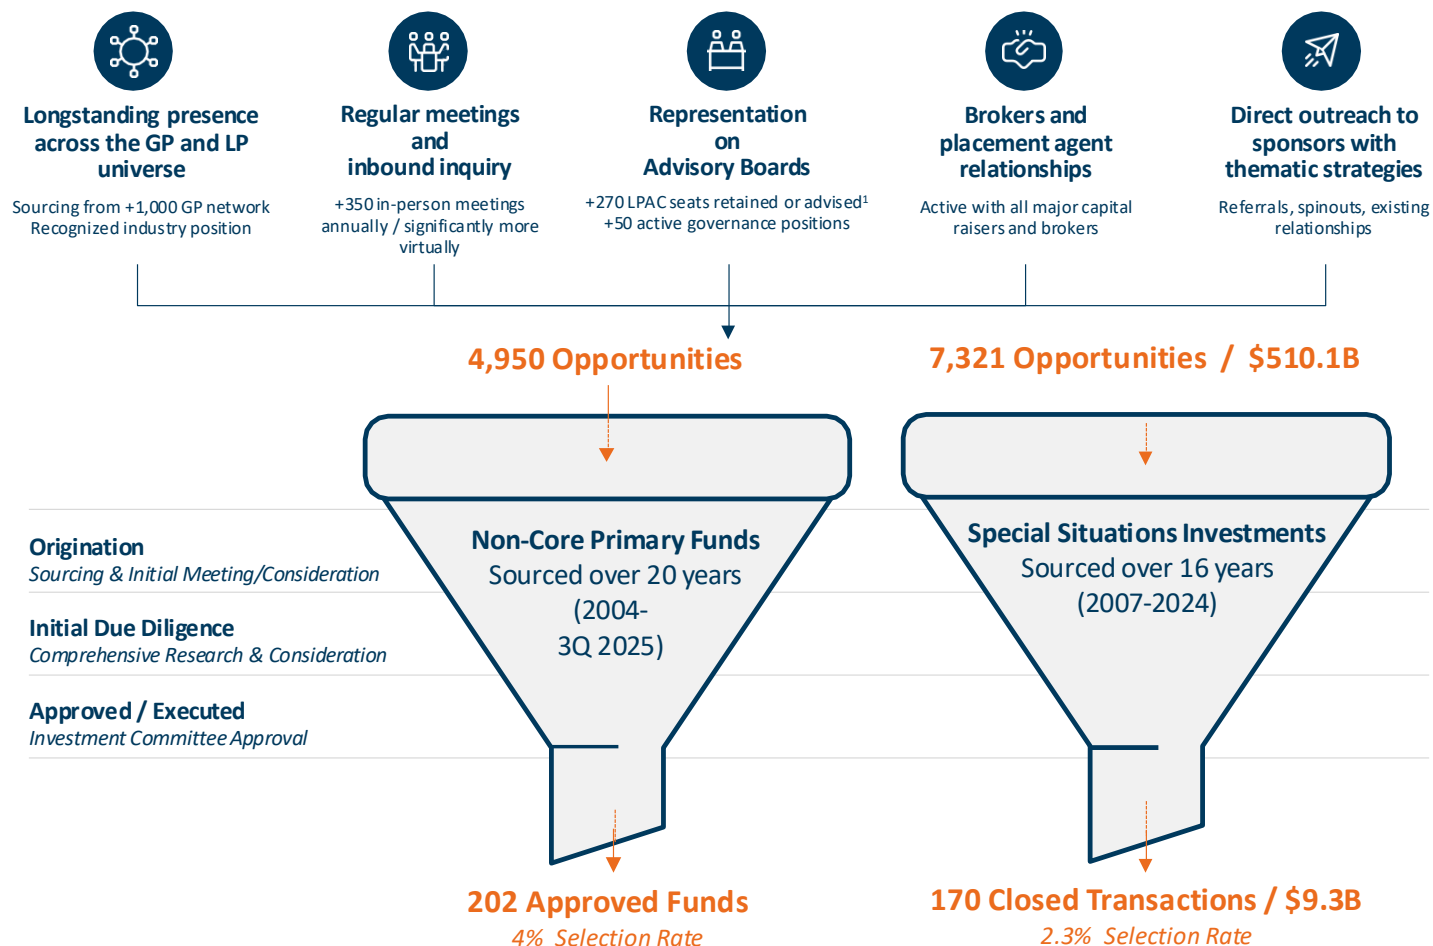 Longstanding presence
across the GP and LP
universe
Sourcing from +1,000 GP network
Recognized industry position
Regular meetings
and
inbound inquiry
+350 in-person meetings
annually / significantly more
virtually
Representation
on
Advisory Boards
+270 LPAC seats retained or advised¹
+50 active governance positions
Brokers and
placement agent
relationships
Active with all major capital
raisers and brokers
Direct outreach to
sponsors with
thematic strategies
Referrals, spinouts, existing
relationships
4,950 Opportunities
7,321 Opportunities / $510.1B
Origination
Sourcing & Initial Meeting/Consideration
Initial Due Diligence
Comprehensive Research & Consideration
Approved / Executed
Investment Committee Approval
Non-Core Primary Funds
Sourced over 20 years
(2004-
3Q 2025)
Special Situations Investments
Sourced over 16 years
(2007-2024)
202 Approved Funds
4% Selection Rate
170 Closed Transactions / $9.3B
2.3% Selection Rate